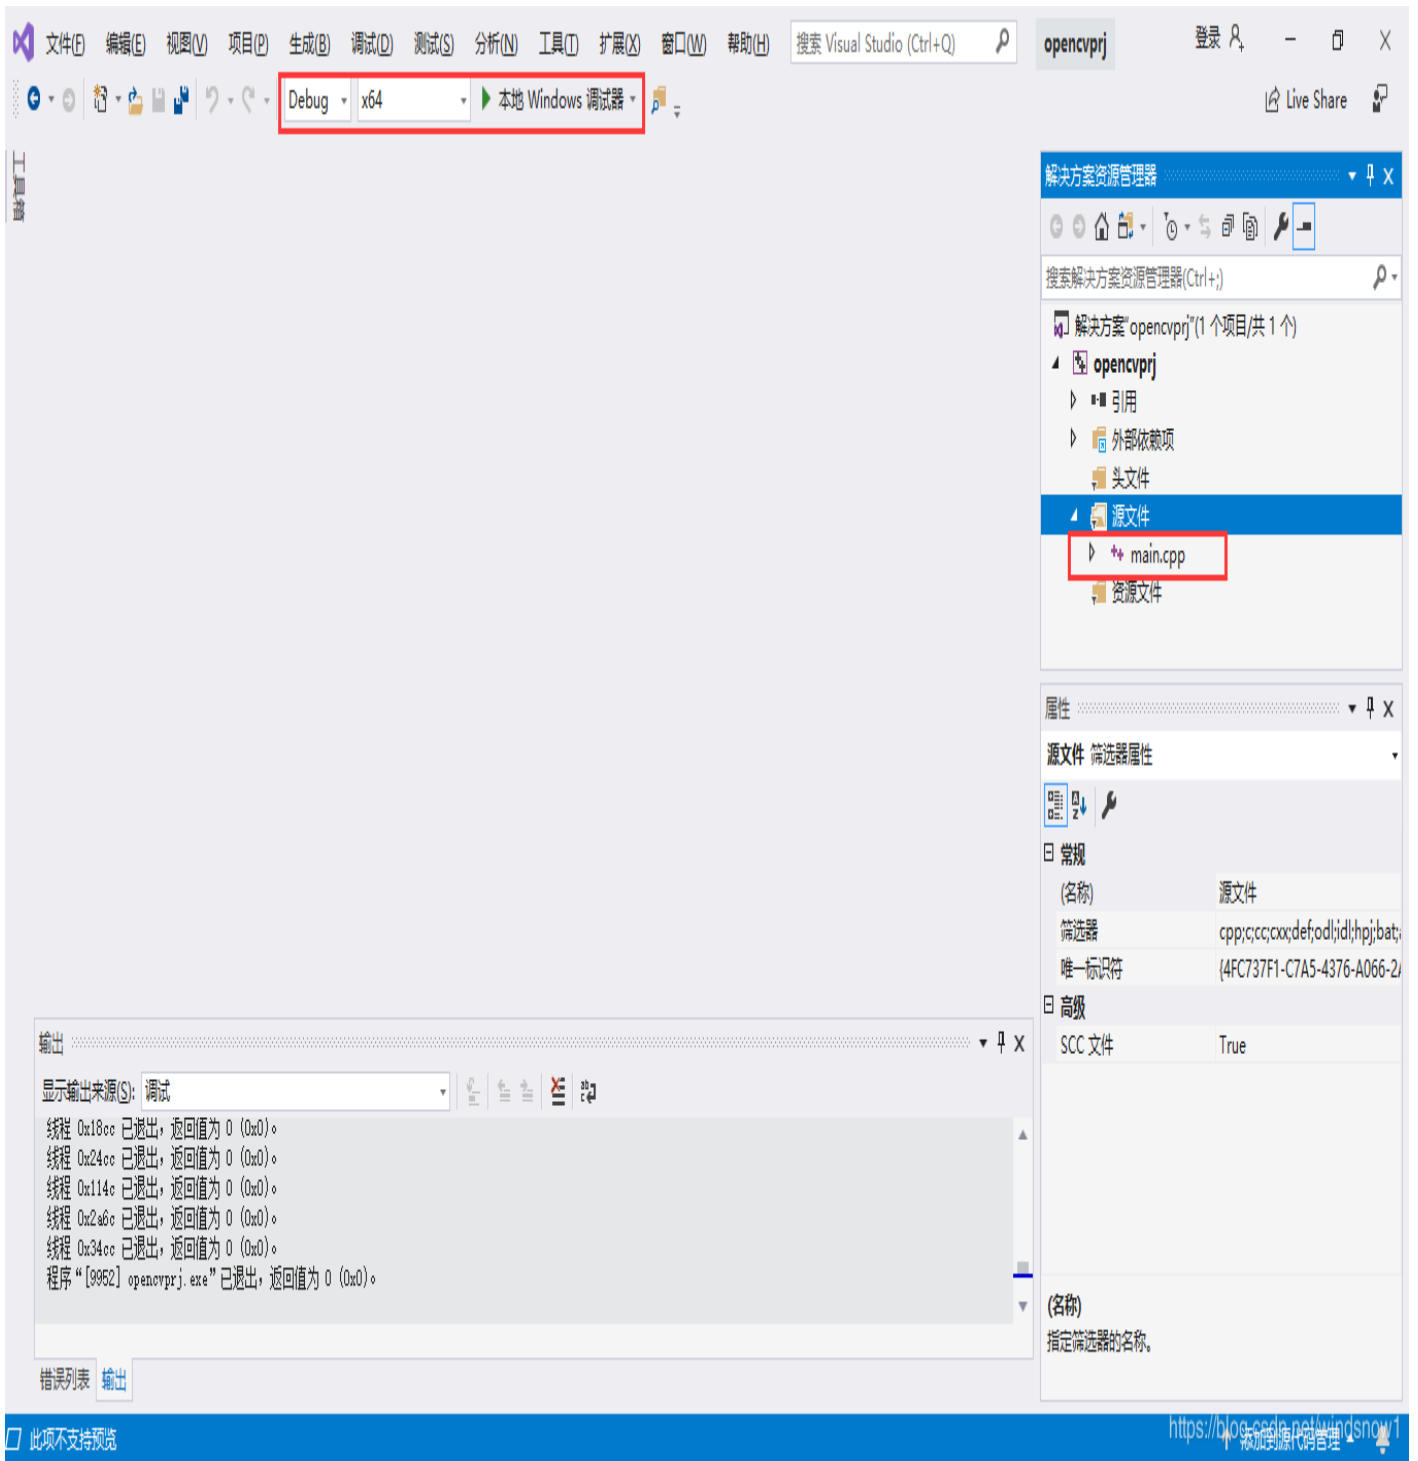 文件(F) 编辑(E) 视图(V) 项目(P) 生成(B) 调试(D) 测试(S) 分析(N) 工具(T) 扩展(X) 窗口(W) 帮助(H) 搜索 Visual Studio (Ctrl+Q) opencvprj 登录
Debug x64 本地 Windows 调试器 Live Share
工具箱
解决方案资源管理器
搜索解决方案资源管理器(Ctrl+;)
解决方案"opencvprj"(1 个项目/共 1 个)
opencvprj
引用
外部依赖项
头文件
源文件
main.cpp
资源文件
属性
源文件 筛选器属性
常规
(名称) 源文件
筛选器 cpp;c;cc;cxx;def;odl;idl;hpj;bat;
唯一标识符 {4FC737F1-C7A5-4376-A066-2
高级
SCC 文件 True
(名称)
指定筛选器的名称。
输出
显示输出来源(S): 调试
线程 0x18cc 已退出，返回值为 0 (0x0)。
线程 0x24cc 已退出，返回值为 0 (0x0)。
线程 0x114c 已退出，返回值为 0 (0x0)。
线程 0x2a6c 已退出，返回值为 0 (0x0)。
线程 0x34cc 已退出，返回值为 0 (0x0)。
程序“[9952] opencvprj.exe”已退出，返回值为 0 (0x0)。
错误列表 输出
此项不支持预览 添加到源代码管理
https://blog.csdn.net/windsnow1